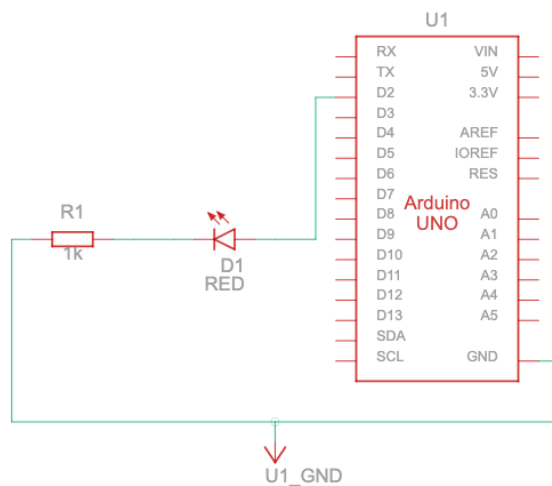 U1
RX VIN
TX 5V
D2 3.3V
D3
D4 AREF
D5 IOREF
D6 RES
D7
Arduino
UNO
D8 A0
D9 A1
D10 A2
D11 A3
D12 A4
D13 A5
SDA
SCL GND
R1
1k
D1
RED
U1_GND